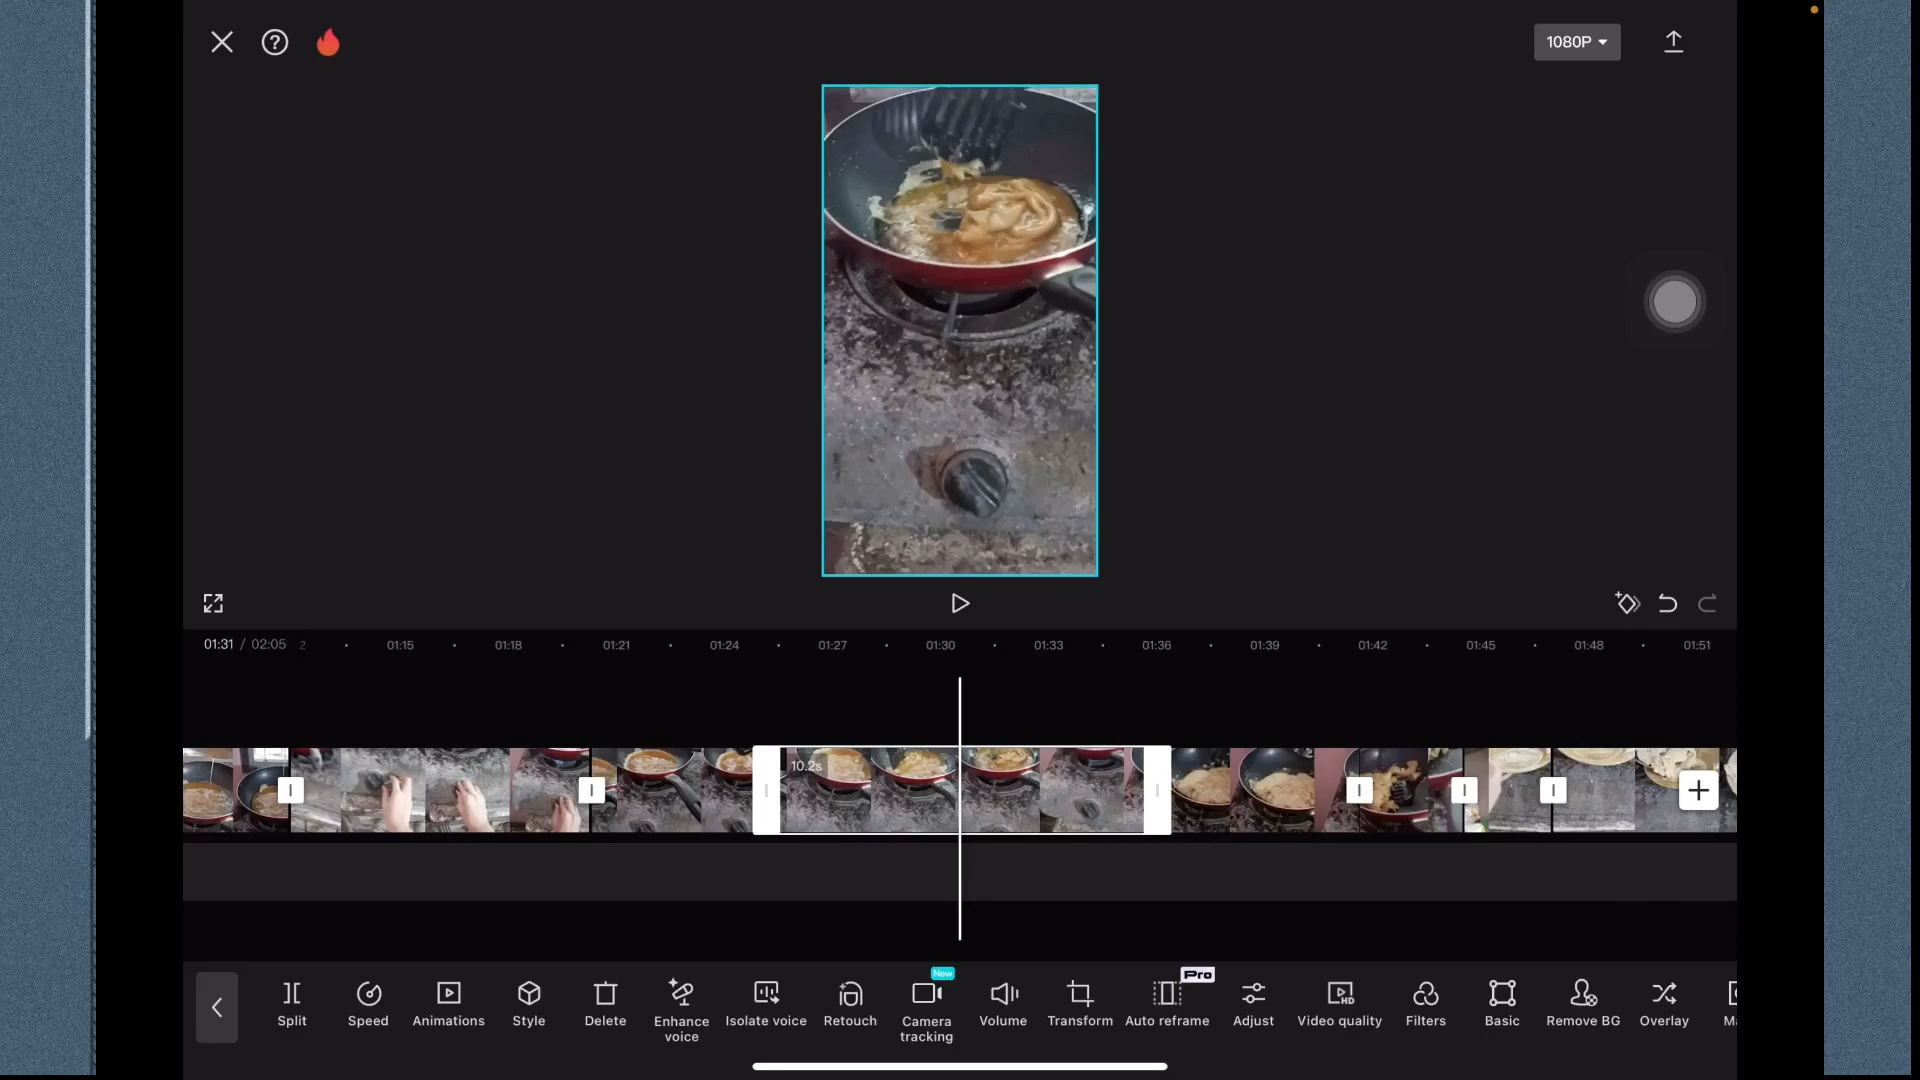 1080P
01:31 / 02:05
2 01:15 01:18 01:21 01:24 01:27 01:30 01:33 01:36 01:39 01:42 01:45 01:48 01:51
10.2s
New
Pro
Split Speed Animations Style Delete Enhance voice Isolate voice Retouch Camera tracking Volume Transform Auto reframe Adjust Video quality Filters Basic Remove BG Overlay